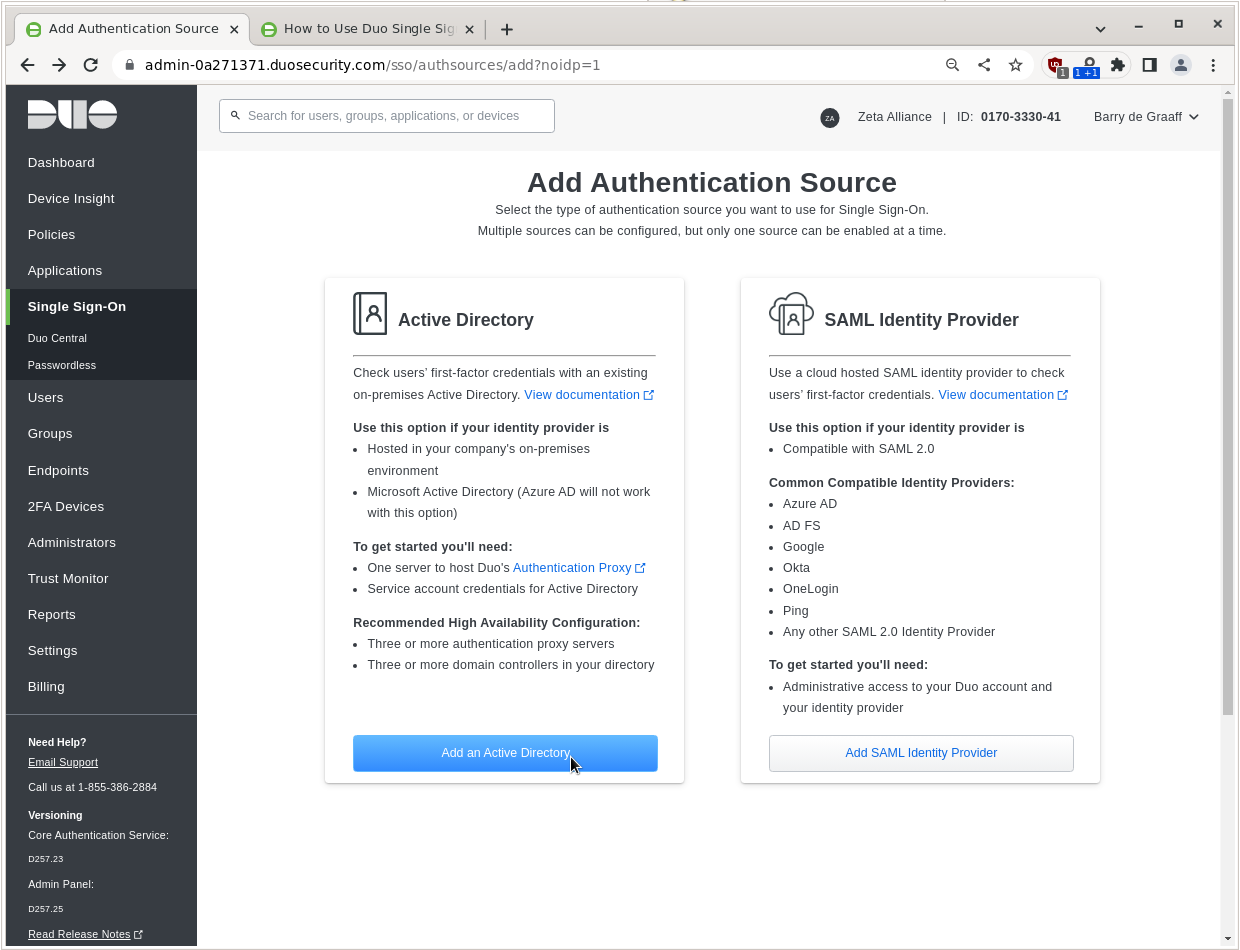 Add Authentication Source
How to Use Duo Single Sig
admin-0a271371.duosecurity.com/sso/authsources/add?noidp=1
1
1 +1
DUO
Search for users, groups, applications, or devices
ZA
Zeta Alliance | ID: 0170-3330-41
Barry de Graaff
Dashboard
Device Insight
Policies
Applications
Single Sign-On
Duo Central
Passwordless
Users
Groups
Endpoints
2FA Devices
Administrators
Trust Monitor
Reports
Settings
Billing
Need Help?
Email Support
Call us at 1-855-386-2884
Versioning
Core Authentication Service:
D257.23
Admin Panel:
D257.25
Read Release Notes
Add Authentication Source
Select the type of authentication source you want to use for Single Sign-On.
Multiple sources can be configured, but only one source can be enabled at a time.
Active Directory
Check users’ first-factor credentials with an existing
on-premises Active Directory. View documentation
Use this option if your identity provider is
• Hosted in your company's on-premises
environment
• Microsoft Active Directory (Azure AD will not work
with this option)
To get started you'll need:
• One server to host Duo's Authentication Proxy
• Service account credentials for Active Directory
Recommended High Availability Configuration:
• Three or more authentication proxy servers
• Three or more domain controllers in your directory
Add an Active Directory
SAML Identity Provider
Use a cloud hosted SAML identity provider to check
users’ first-factor credentials. View documentation
Use this option if your identity provider is
• Compatible with SAML 2.0
Common Compatible Identity Providers:
• Azure AD
• AD FS
• Google
• Okta
• OneLogin
• Ping
• Any other SAML 2.0 Identity Provider
To get started you'll need:
• Administrative access to your Duo account and
your identity provider
Add SAML Identity Provider